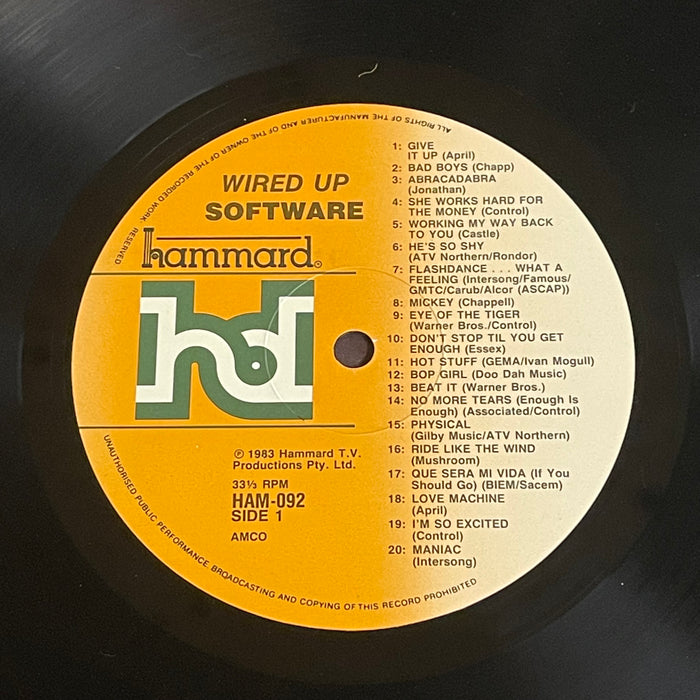 ALL RIGHTS OF THE MANUFACTURER AND OF THE OWNER OF THE RECORDED WORK. RESERVED
WIRED UP
SOFTWARE
hammard®
hd
℗ 1983 Hammard T.V.
Productions Pty. Ltd.
33⅓ RPM
HAM-092
SIDE 1
AMCO
1: GIVE
IT UP (April)
2: BAD BOYS (Chapp)
3: ABRACADABRA
(Jonathan)
4: SHE WORKS HARD FOR
THE MONEY (Control)
5: WORKING MY WAY BACK
TO YOU (Castle)
6: HE'S SO SHY
(ATV Northern/Rondor)
7: FLASHDANCE . . . WHAT A
FEELING (Intersong/Famous/
GMTC/Carub/Alcor (ASCAP))
8: MICKEY (Chappell)
9: EYE OF THE TIGER
(Warner Bros./Control)
10: DON'T STOP TIL YOU GET
ENOUGH (Essex)
11: HOT STUFF (GEMA/Ivan Mogull)
12: BOP GIRL (Doo Dah Music)
13: BEAT IT (Warner Bros.)
14: NO MORE TEARS (Enough Is
Enough) (Associated/Control)
15: PHYSICAL
(Gilby Music/ATV Northern)
16: RIDE LIKE THE WIND
(Mushroom)
17: QUE SERA MI VIDA (If You
Should Go) (BIEM/Sacem)
18: LOVE MACHINE
(April)
19: I'M SO EXCITED
(Control)
20: MANIAC
(Intersong)
UNAUTHORISED PUBLIC PERFORMANCE BROADCASTING AND COPYING OF THIS RECORD PROHIBITED